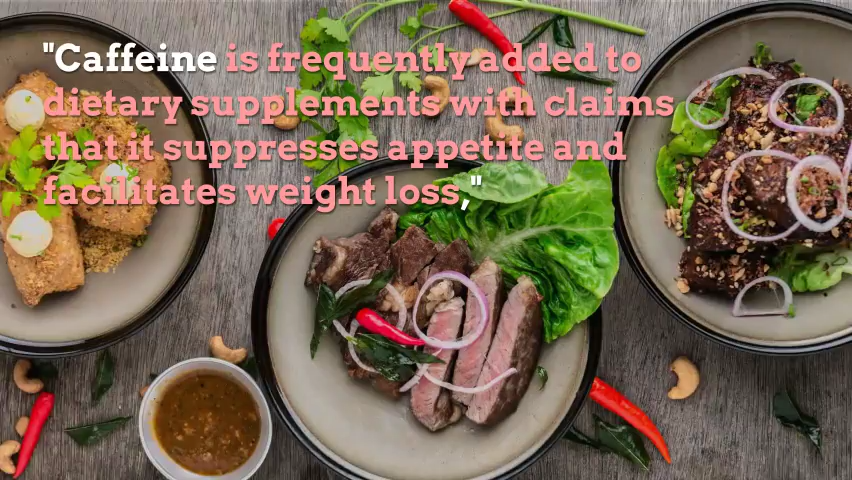 "Caffeine is frequently added to
dietary supplements with claims
that it suppresses appetite and
facilitates weight loss,"